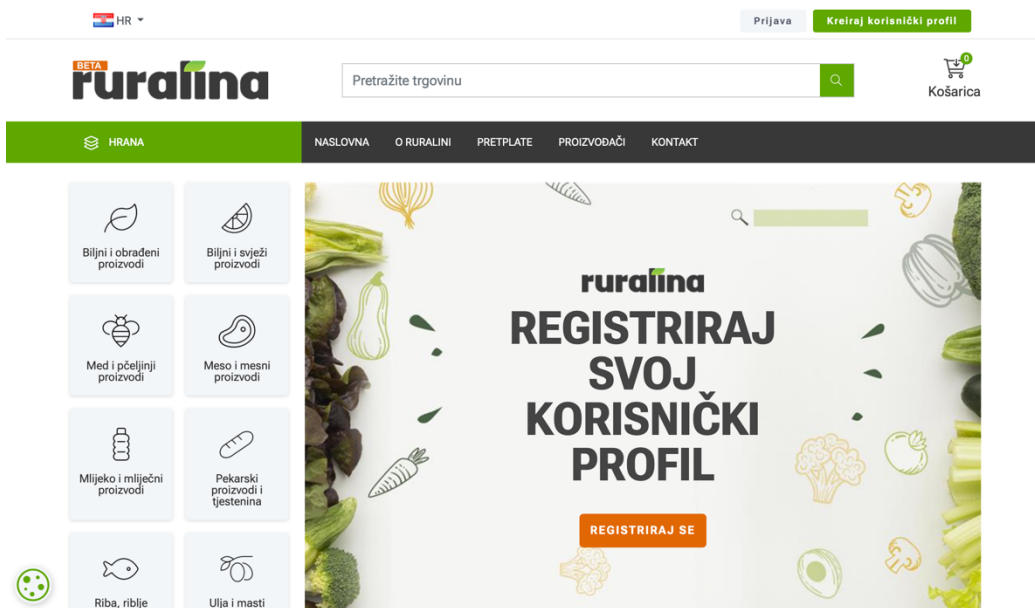 HR
Prijava
Kreiraj korisnički profil
BETA
ruralina
Pretražite trgovinu
0
Košarica
HRANA
NASLOVNA
O RURALINI
PRETPLATE
PROIZVOĐAČI
KONTAKT
Biljni i obrađeni
proizvodi
Biljni i svježi
proizvodi
Med i pčeljinji
proizvodi
Meso i mesni
proizvodi
Mlijeko i mliječni
proizvodi
Pekarski
proizvodi i
tjestenina
Riba, riblje
Ulja i masti
ruralina
REGISTRIRAJ
SVOJ
KORISNIČKI
PROFIL
REGISTRIRAJ SE